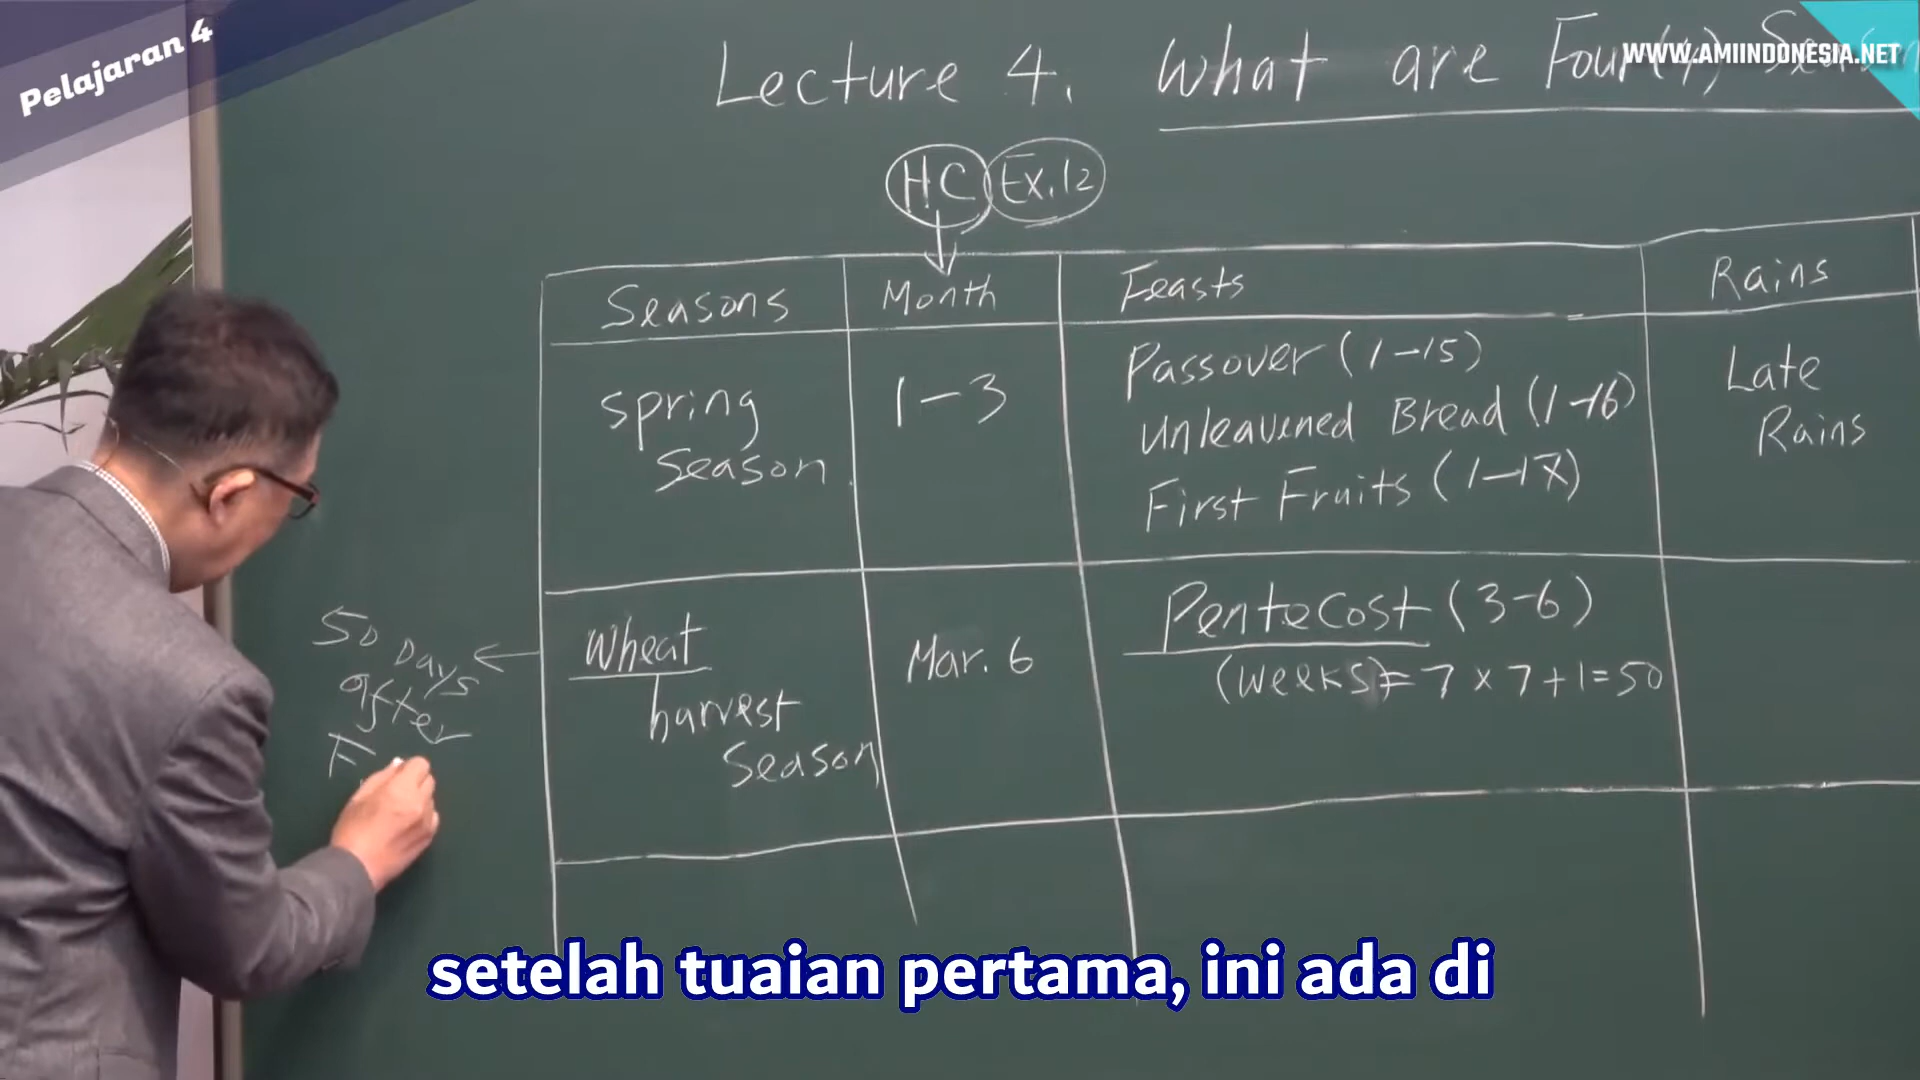 Pelajaran 4
WWW.AMIINDONESIA.NET
Lecture 4. What are Four(4) Season
HC Ex.12
Seasons Month Feasts Rains
Spring Season
1-3
Passover (1-15)
Unleavened Bread (1-16)
First Fruits (1-17)
Late Rains
Wheat harvest Season
Mar. 6
Pentecost (3-6)
(weeks) = 7 x 7 + 1 = 50
50 Days
after
F
setelah tuaian pertama, ini ada di